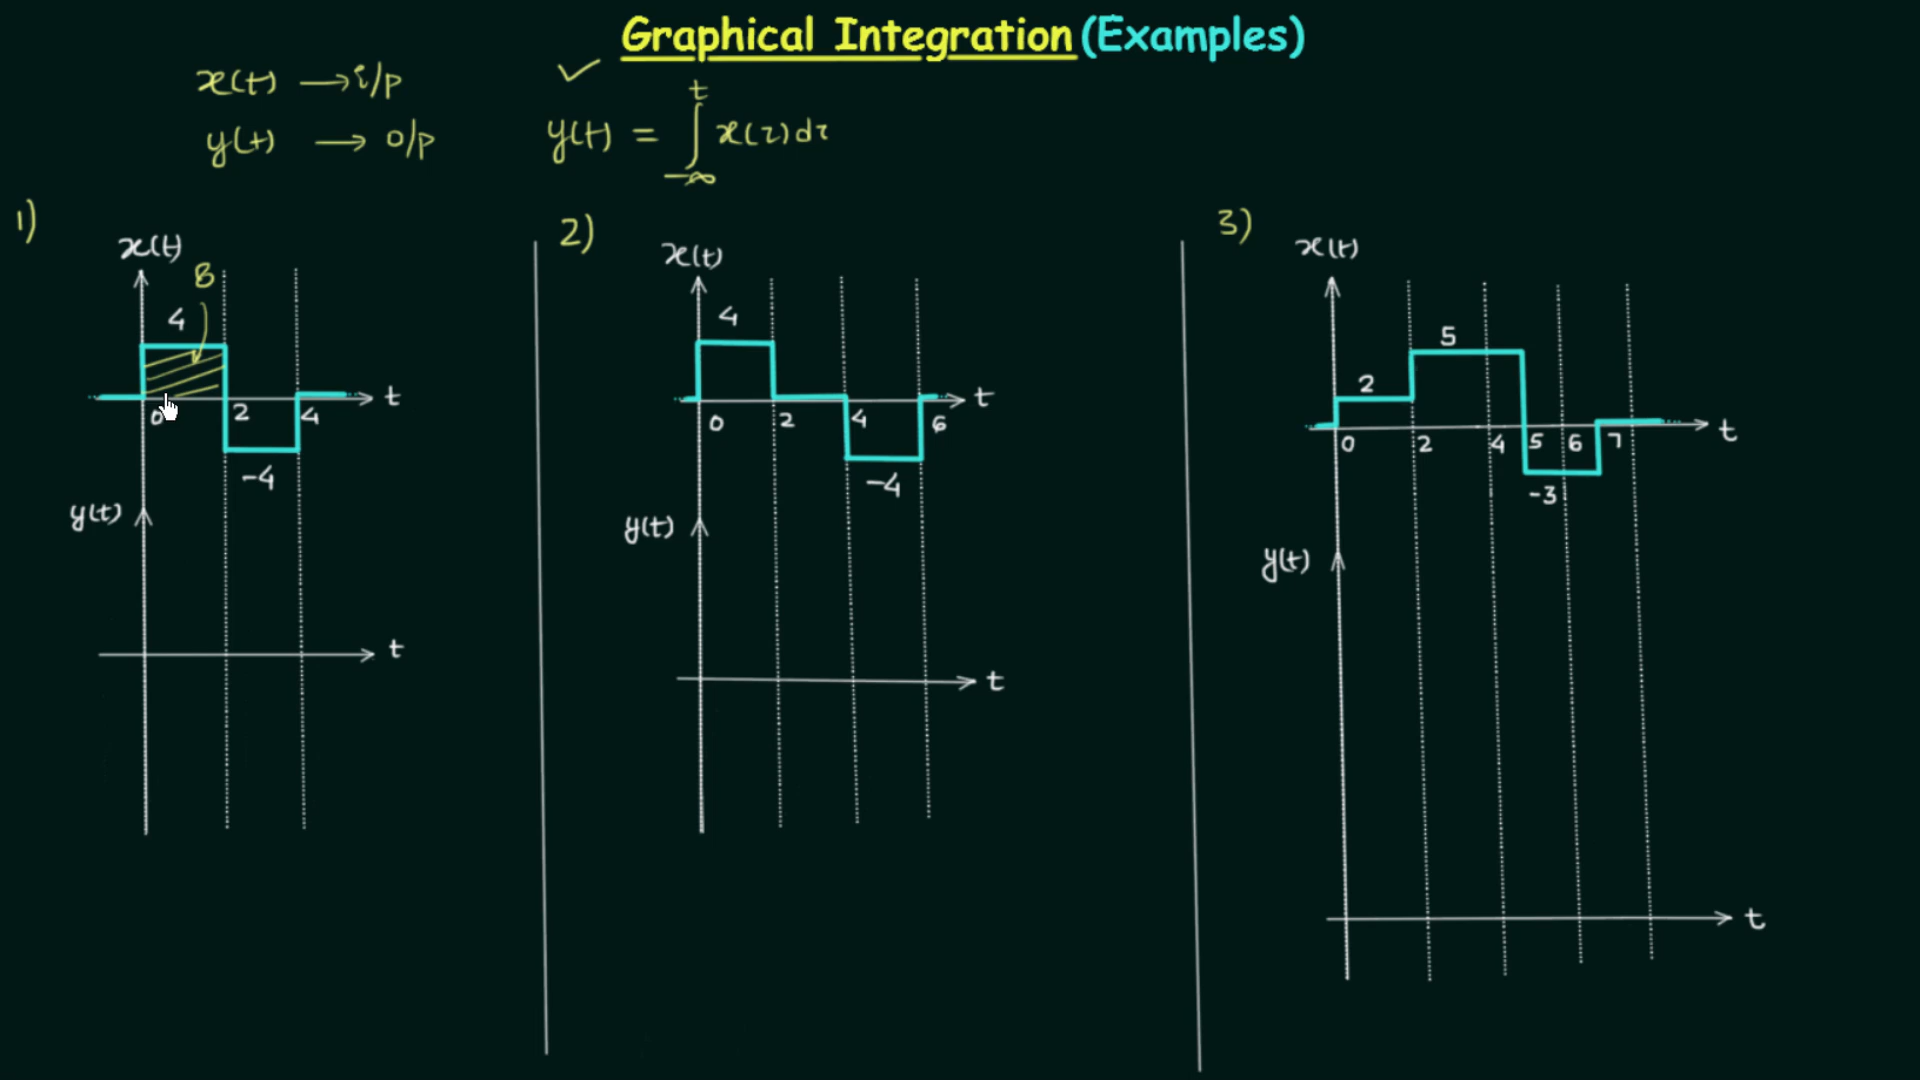 Graphical Integration (Examples)
x(t) → i/p
y(t) → o/p
y(t) = ∫ x(τ)dτ
t
-∞
1)
x(t)
8
4
t
0
2
4
-4
y(t)
t
2)
x(t)
4
t
0
2
4
6
-4
y(t)
t
3)
x(t)
5
2
t
0
2
4
5
6
7
-3
y(t)
t